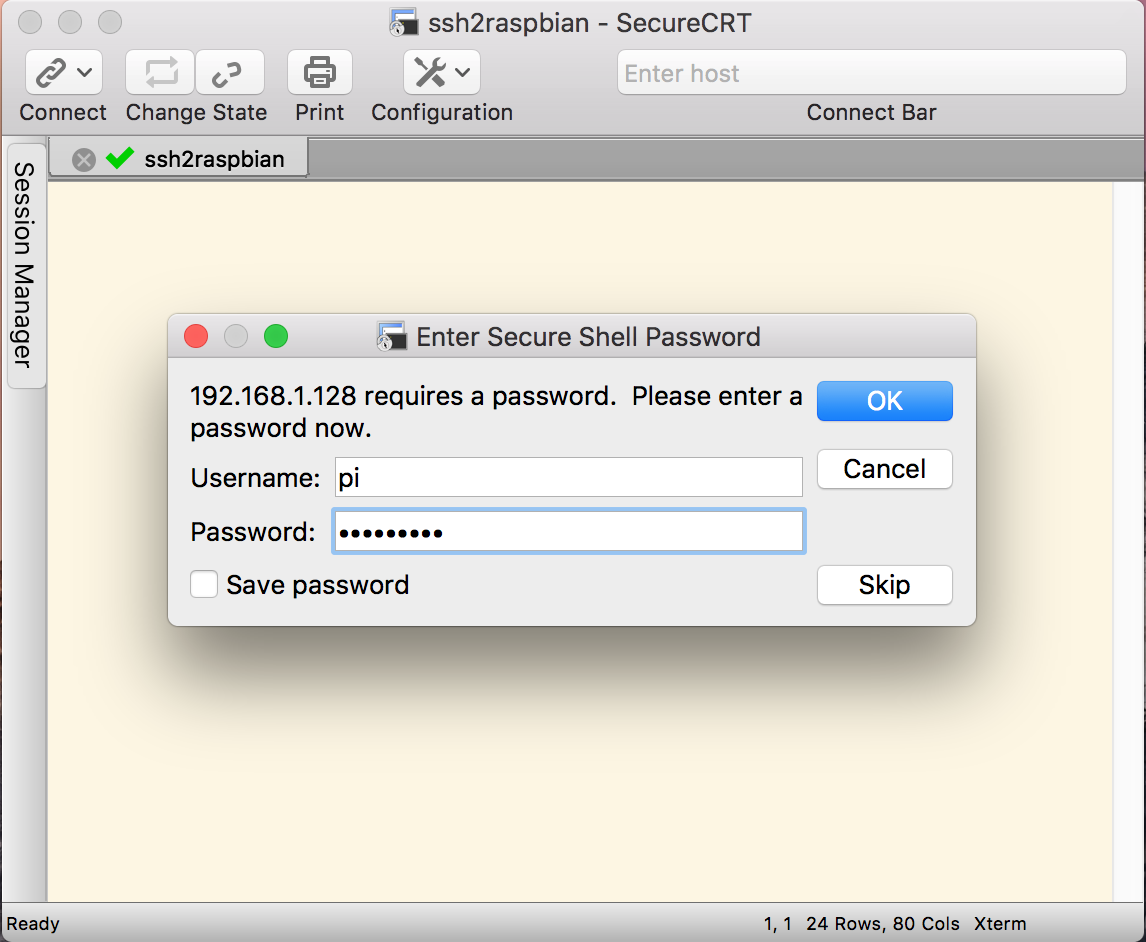 ssh2raspbian - SecureCRT
Enter host
Connect Change State Print Configuration Connect Bar
ssh2raspbian
Session Manager
Enter Secure Shell Password
192.168.1.128 requires a password.  Please enter a
password now.
OK
Username: pi
Cancel
Password: •••••••••
Save password
Skip
Ready 1, 1 24 Rows, 80 Cols Xterm